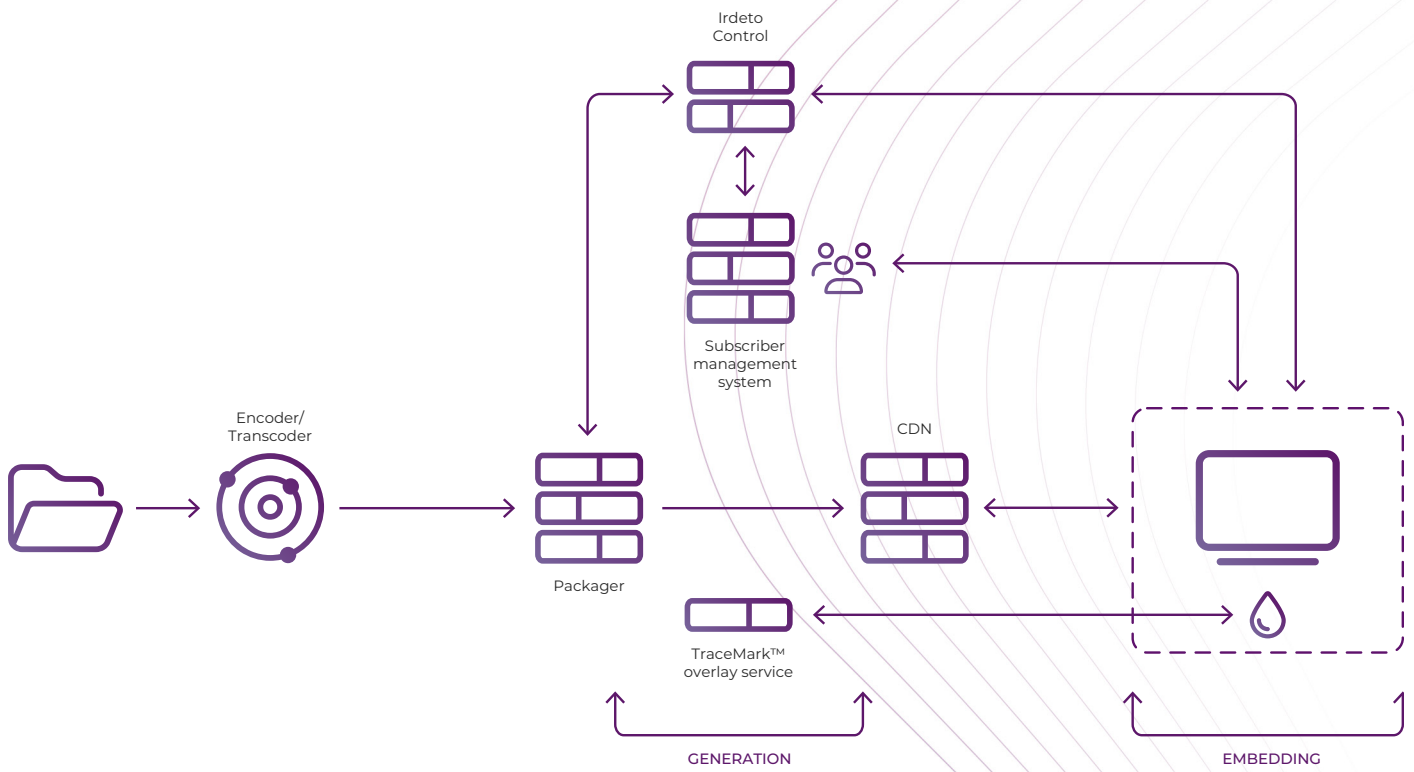 Irdeto
Control
Subscriber
management
system
Encoder/
Transcoder
CDN
Packager
TraceMark™
overlay service
GENERATION
EMBEDDING